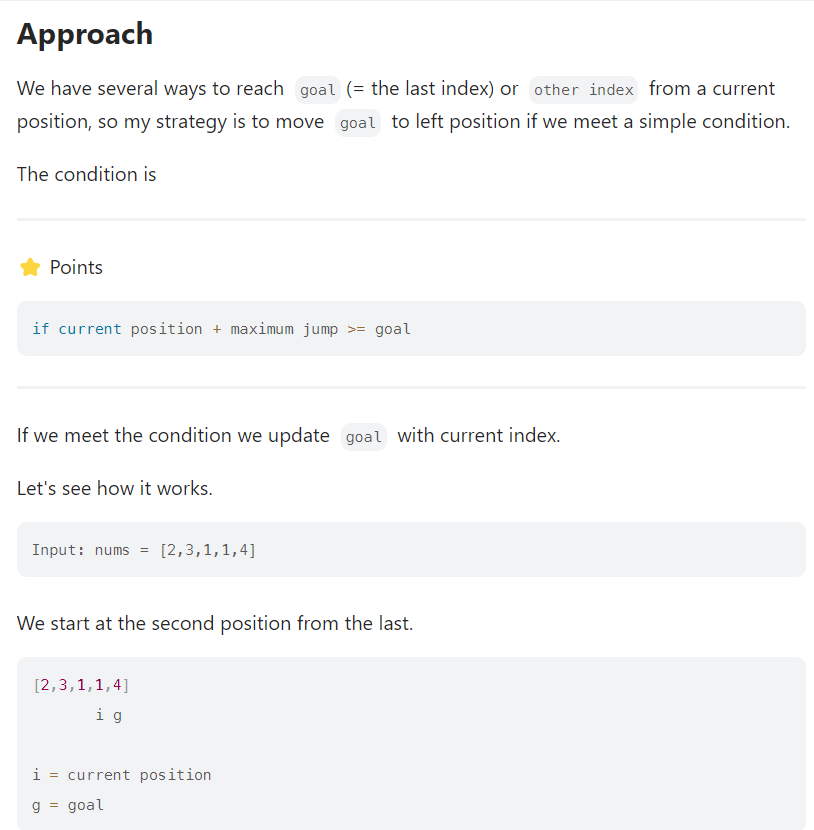 Approach
We have several ways to reach goal (= the last index) or other index from a current
position, so my strategy is to move goal to left position if we meet a simple condition.
The condition is
⭐ Points
if current position + maximum jump >= goal
If we meet the condition we update goal with current index.
Let's see how it works.
Input: nums = [2,3,1,1,4]
We start at the second position from the last.
[2,3,1,1,4]
i g
i = current position
g = goal